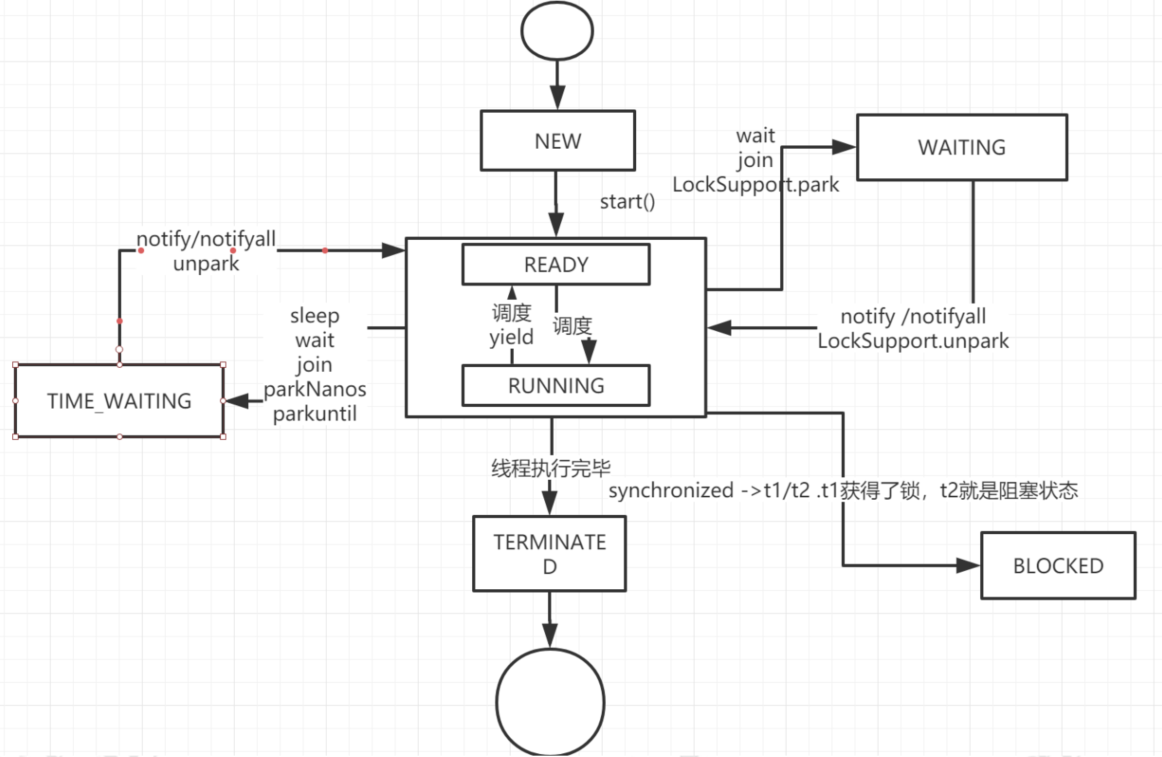 NEW
start()
wait
join
LockSupport.park
WAITING
notify/notifyall
unpark
READY
调度
yield
调度
RUNNING
sleep
wait
join
parkNanos
parkuntil
TIME_WAITING
notify /notifyall
LockSupport.unpark
线程执行完毕
synchronized ->t1/t2 .t1获得了锁，t2就是阻塞状态
TERMINATE
D
BLOCKED